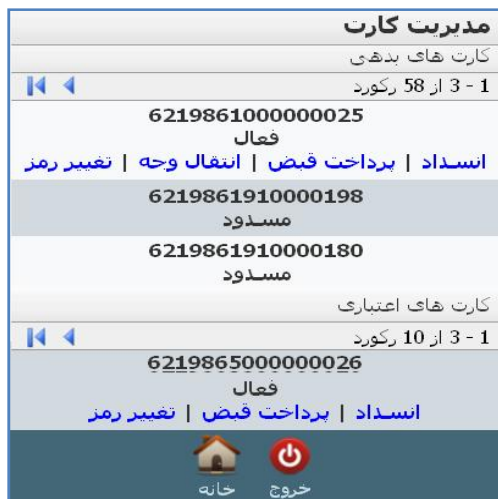 مدیریت کارت
کارت های بدهی
1 - 3 از 58 رکورد
6219861000000025
فعال
انسداد | پرداخت قبض | انتقال وجه | تغییر رمز
6219861910000198
مسدود
6219861910000180
مسدود
کارت های اعتباری
1 - 3 از 10 رکورد
6219865000000026
فعال
انسداد | پرداخت قبض | تغییر رمز
خروج خانه